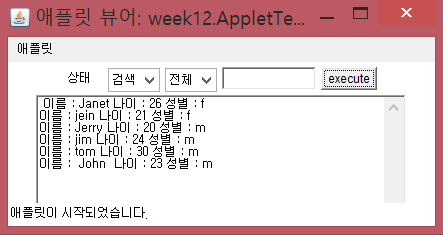 애플릿 뷰어: week12.AppletTe...
애플릿
상태 검색 전체 execute
이름 : Janet 나이 : 26 성별 : f
이름 : jein 나이 : 21 성별 : f
이름 : Jerry 나이 : 20 성별 : m
이름 : jim 나이 : 24 성별 : m
이름 : tom 나이 : 30 성별 : m
이름 :  John  나이 : 23 성별 : m
애플릿이 시작되었습니다.